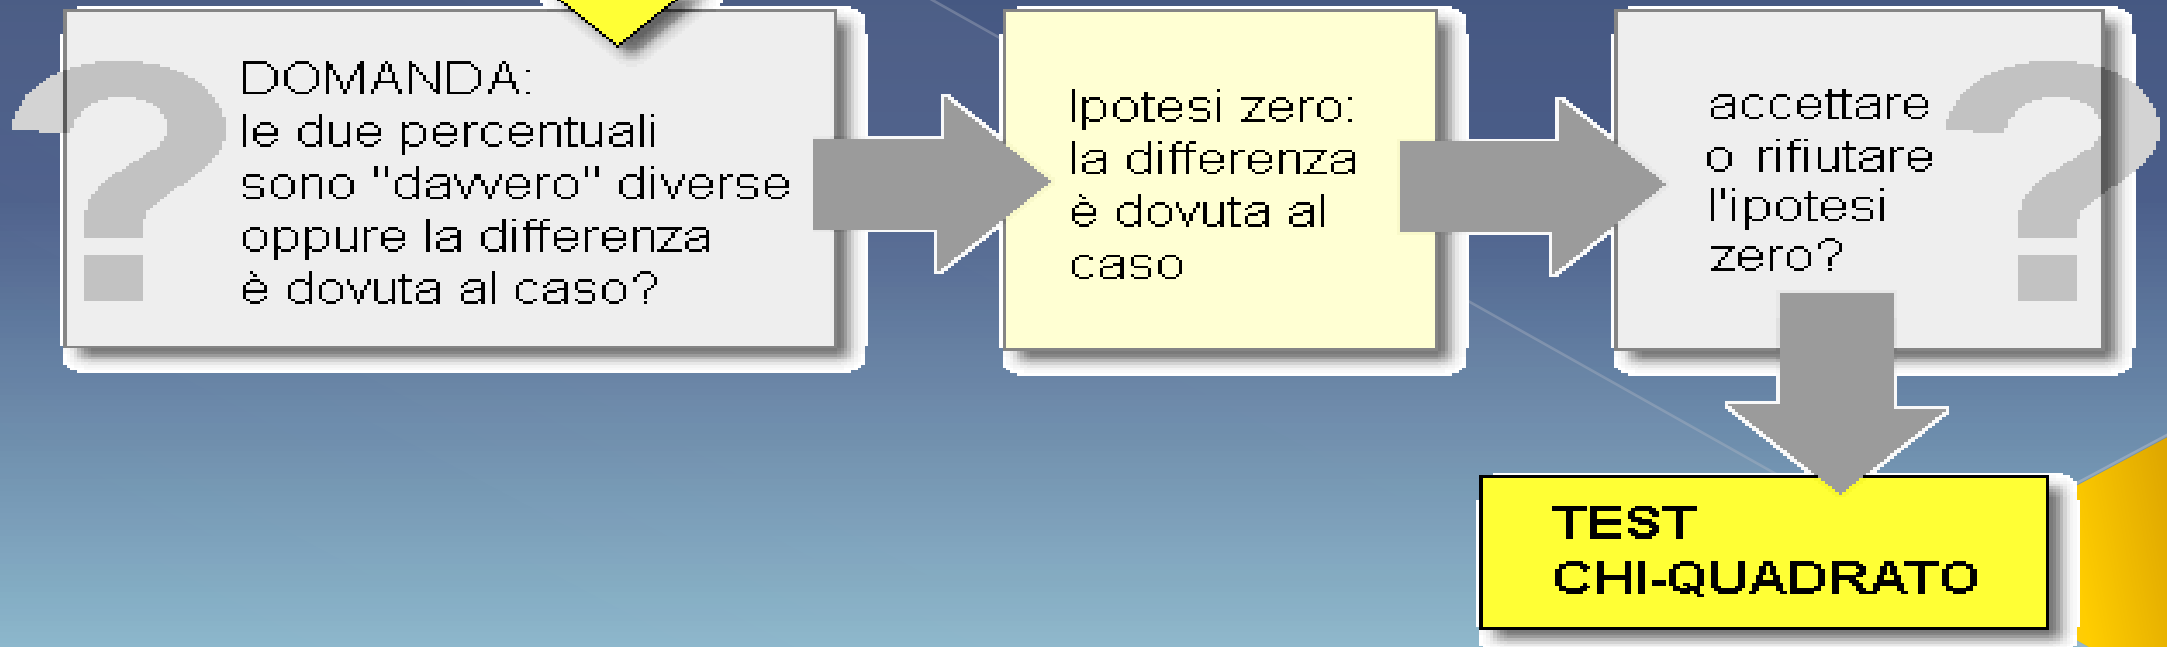 DOMANDA:
le due percentuali
sono "davvero" diverse
oppure la differenza
è dovuta al caso?
Ipotesi zero:
la differenza
è dovuta al
caso
accettare
o rifiutare
l'ipotesi
zero?
TEST
CHI-QUADRATO